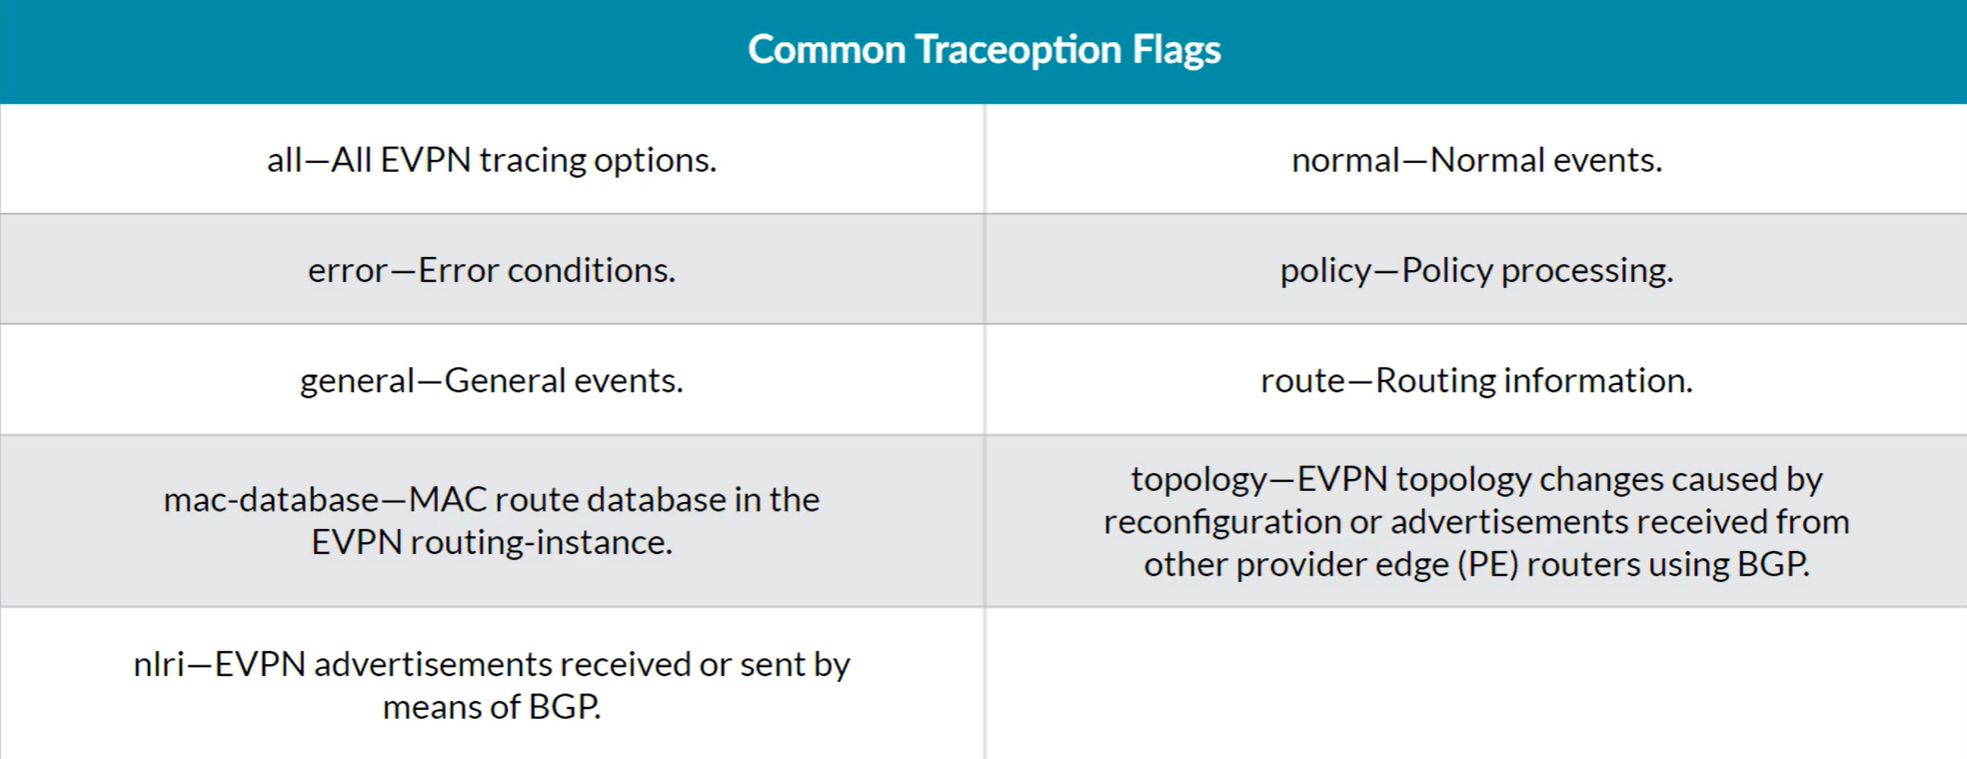 Common Traceoption Flags
all—All EVPN tracing options.
normal—Normal events.
error—Error conditions.
policy—Policy processing.
general—General events.
route—Routing information.
mac-database—MAC route database in the
EVPN routing-instance.
topology—EVPN topology changes caused by
reconfiguration or advertisements received from
other provider edge (PE) routers using BGP.
nlri—EVPN advertisements received or sent by
means of BGP.